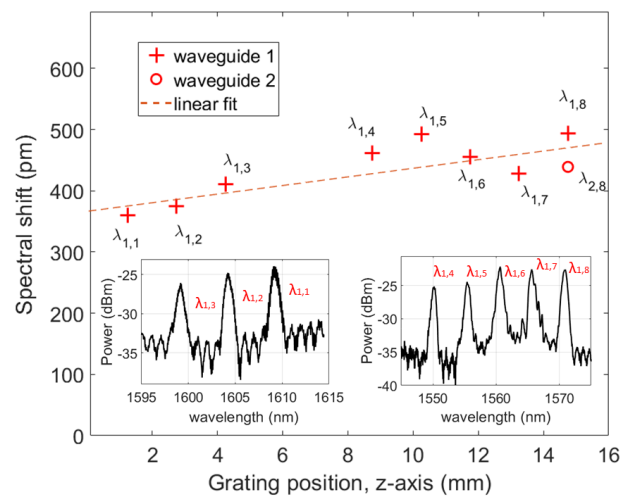 600
500
400
300
200
100
0
2
4
6
8
10
12
14
16
Spectral shift (pm)
Grating position, z-axis (mm)
waveguide 1
waveguide 2
linear fit
λ1,1
λ1,2
λ1,3
λ1,4
λ1,5
λ1,6
λ1,7
λ1,8
λ2,8
-25
-30
-35
Power (dBm)
λ1,3
λ1,2
λ1,1
1595
1600
1605
1610
1615
wavelength (nm)
-25
-30
-35
-40
Power (dBm)
λ1,4
λ1,5
λ1,6
λ1,7
λ1,8
1550
1560
1570
wavelength (nm)